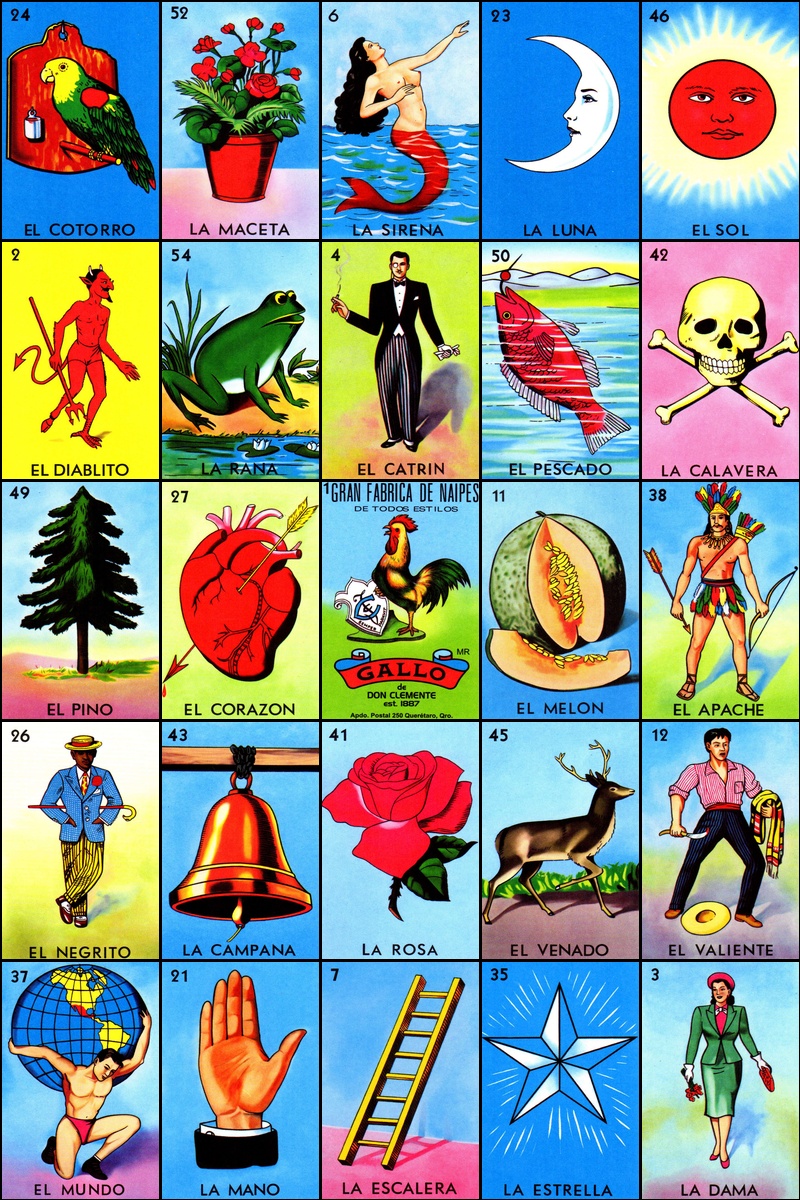 24
EL COTORRO
52
LA MACETA
6
LA SIRENA
23
LA LUNA
46
EL SOL
2
EL DIABLITO
54
LA RANA
4
EL CATRIN
50
EL PESCADO
42
LA CALAVERA
49
EL PINO
27
EL CORAZON
1
GRAN FABRICA DE NAIPES
DE TODOS ESTILOS
GALLO
MR
de
DON CLEMENTE
est. 1887
Apdo. Postal 250 Querétaro, Qro.
11
EL MELON
38
EL APACHE
26
EL NEGRITO
43
LA CAMPANA
41
LA ROSA
45
EL VENADO
12
EL VALIENTE
37
EL MUNDO
21
LA MANO
7
LA ESCALERA
35
LA ESTRELLA
3
LA DAMA